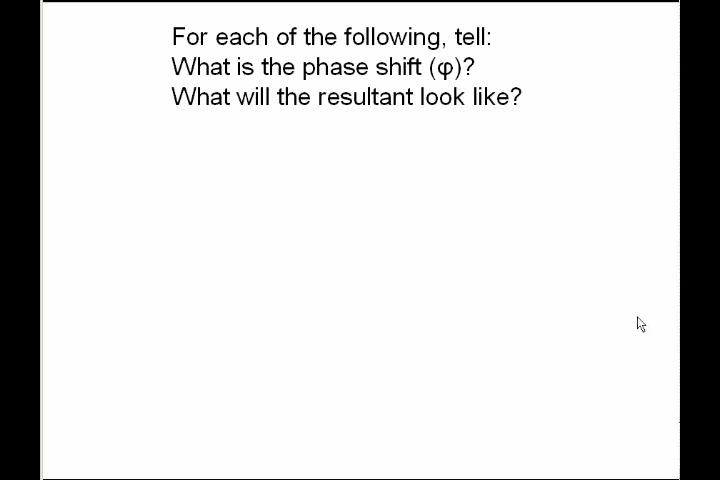 For each of the following, tell:
What is the phase shift (φ)?
What will the resultant look like?